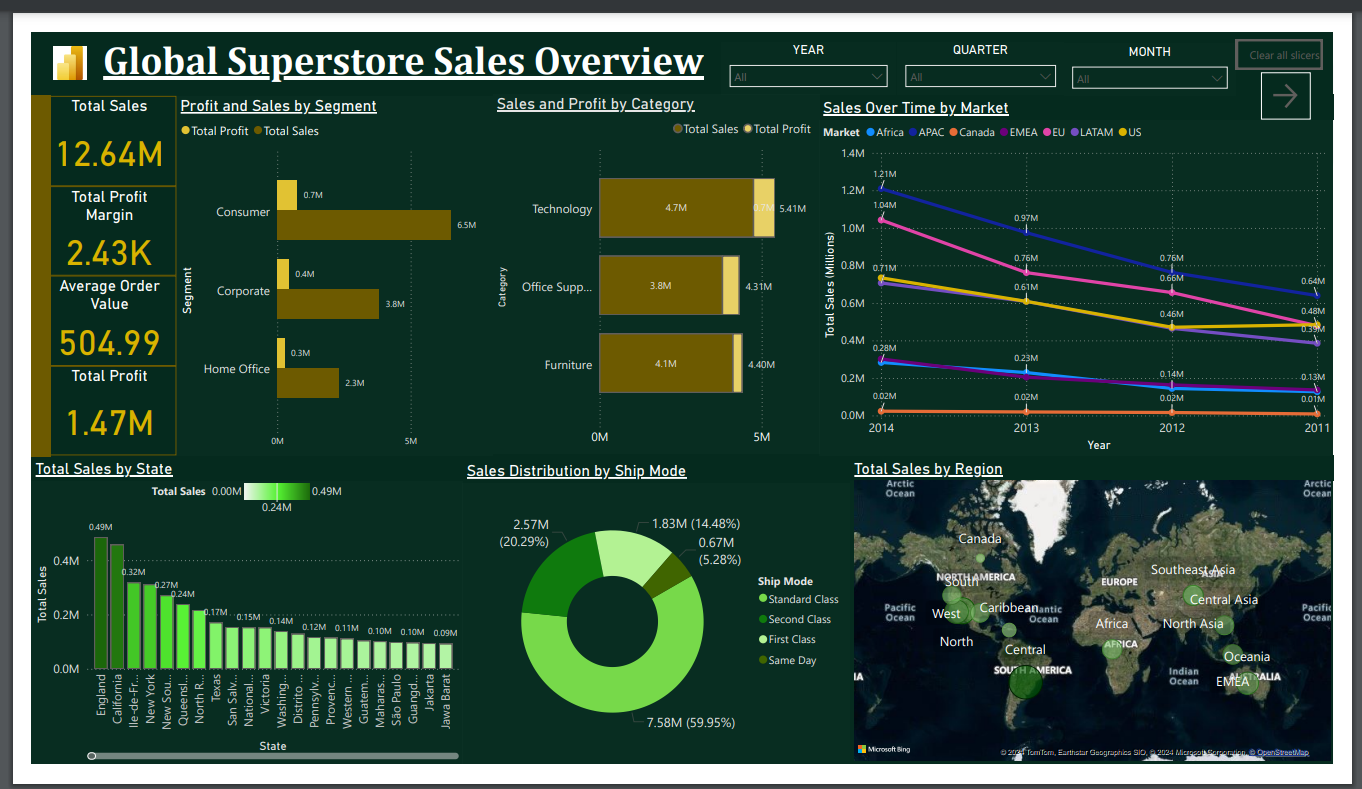 Global Superstore Sales Overview
YEAR
All
QUARTER
All
MONTH
All
Clear all slicers
Total Sales
12.64M
Total Profit
Margin
2.43K
Average Order
Value
504.99
Total Profit
1.47M
Profit and Sales by Segment
Total Profit Total Sales
Segment
Consumer
0.7M
6.5M
Corporate
0.4M
3.8M
Home Office
0.3M
2.3M
0M 5M
Sales and Profit by Category
Total Sales Total Profit
Category
Technology
4.7M 0.7M 5.41M
Office Supp...
3.8M 4.31M
Furniture
4.1M 4.40M
0M 5M
Sales Over Time by Market
Market Africa APAC Canada EMEA EU LATAM US
Total Sales (Millions)
1.4M
1.2M
1.0M
0.8M
0.6M
0.4M
0.2M
0.0M
1.21M
1.04M
0.71M
0.28M
0.02M
0.97M
0.76M
0.61M
0.23M
0.02M
0.76M
0.66M
0.46M
0.14M
0.02M
0.64M
0.48M
0.39M
0.13M
0.01M
2014 2013 2012 2011
Year
Total Sales by State
Total Sales 0.00M 0.49M
0.24M
Total Sales
0.4M
0.2M
0.0M
0.49M
0.32M
0.27M
0.24M
0.17M
0.15M
0.14M
0.12M
0.11M
0.10M
0.10M
0.09M
England
California
Ile-de-Fr...
New York
New Sou...
Queensl...
North R...
Texas
San Salv...
National...
Victoria
Washing...
Distrito ...
Pennsylv...
Provenc...
Western ...
Guatem...
Maharas...
São Paulo
Guangd...
Jakarta
Jawa Barat
State
Sales Distribution by Ship Mode
2.57M
(20.29%)
1.83M (14.48%)
0.67M
(5.28%)
7.58M (59.95%)
Ship Mode
Standard Class
Second Class
First Class
Same Day
Total Sales by Region
Arctic
Ocean
Arctic
Ocean
Canada
NORTH AMERICA
South
EUROPE
Southeast Asia
ASIA
Pacific
Ocean
West
Caribbean
Atlantic
Ocean
Central Asia
Pacific
Ocean
North
Africa
AFRICA
North Asia
Central
SOUTH AMERICA
Indian
Ocean
Oceania
EMEA
AUSTRALIA
Microsoft Bing
© 2024 TomTom, Earthstar Geographics SIO, © 2024 Microsoft Corporation, © OpenStreetMap